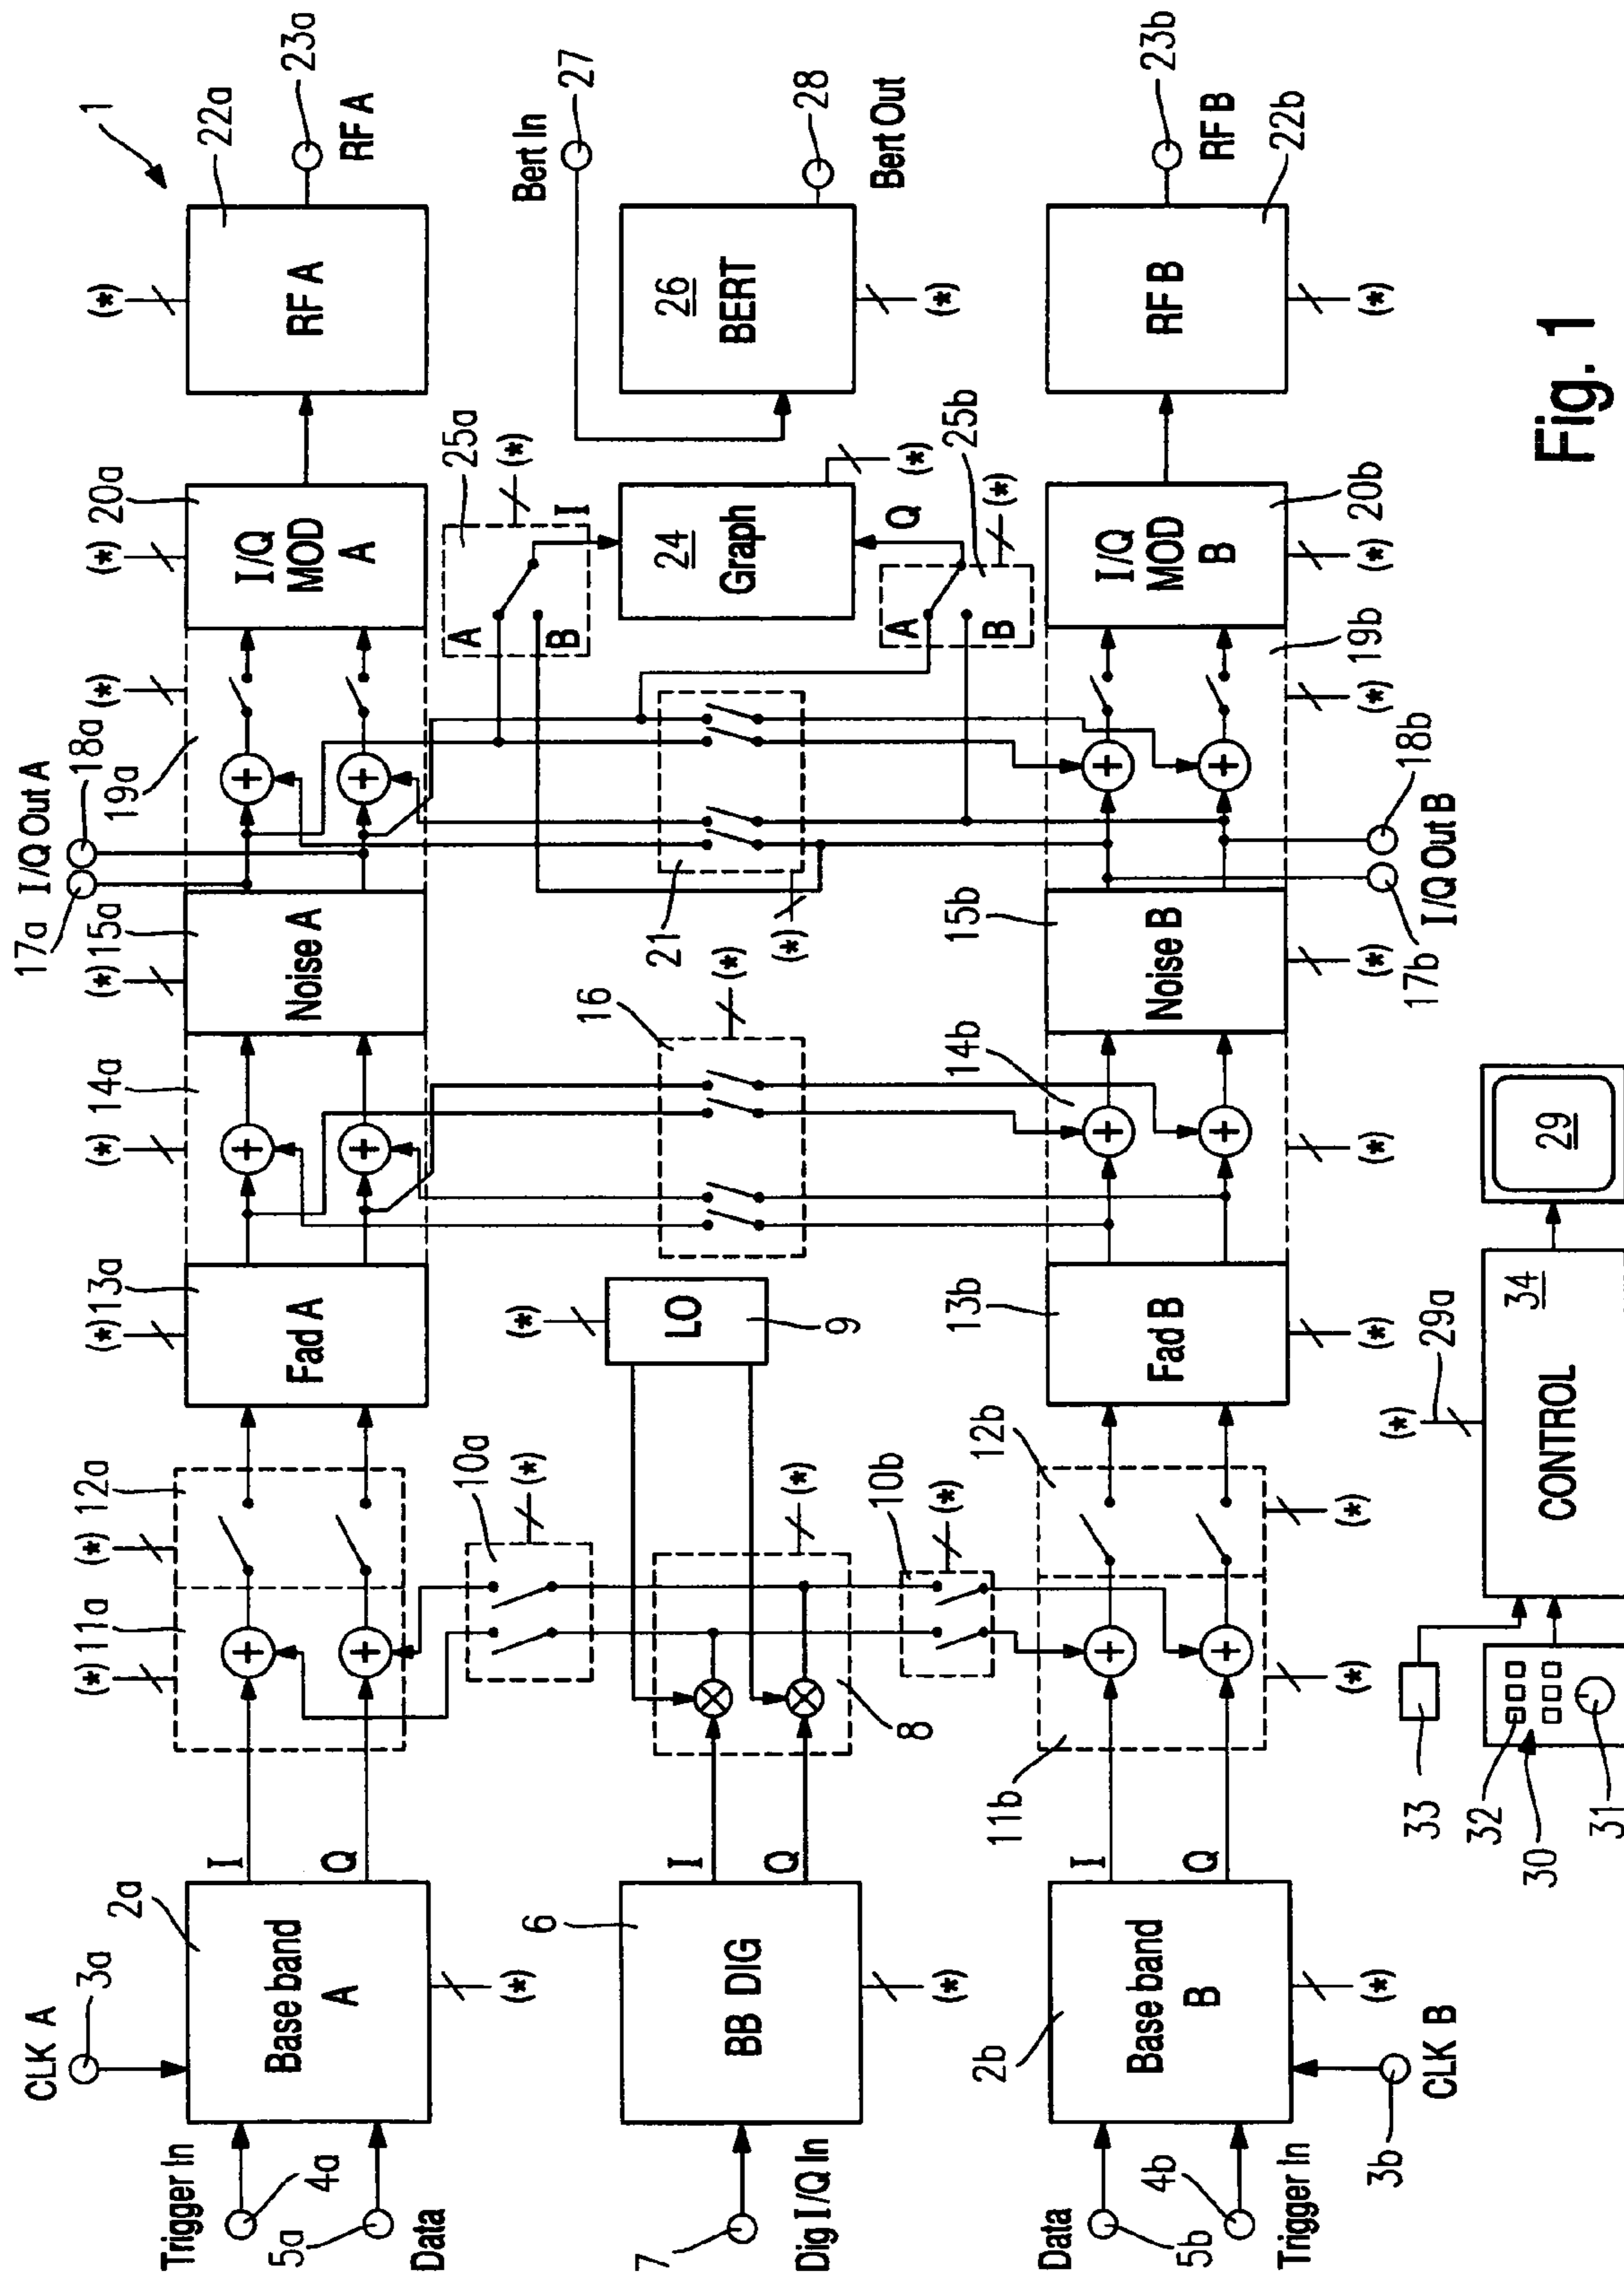 1
I/Q Out A
17a
18a
CLK A
3a
(*)
11a
(*)
12a
(*)
13a
(*)
14a
(*)
15a
19a
(*)
(*)
20a
(*)
22a
23a
RF A
Trigger In
4a
5a
Data
2a
Base band
A
I
Q
(*)
Fad A
Noise A
I/Q
MOD
A
RF A
10a
(*)
(*)
LO
9
16
(*)
21
(*)
A
B
25a
(*)
I
Bert In
27
7
Dig I/Q In
6
BB DIG
I
Q
(*)
8
(*)
24
Graph
(*)
Q
26
BERT
(*)
28
Bert Out
10b
(*)
A
B
25b
(*)
Data
5b
4b
Trigger In
2b
Base band
B
I
Q
(*)
CLK B
3b
11b
12b
(*)
(*)
13b
Fad B
(*)
14b
(*)
15b
Noise B
(*)
17b
18b
I/Q Out B
19b
(*)
I/Q
MOD
B
20b
(*)
RF B
22b
(*)
23b
RF B
33
32
30
31
(*)
29a
34
CONTROL
29
Fig. 1